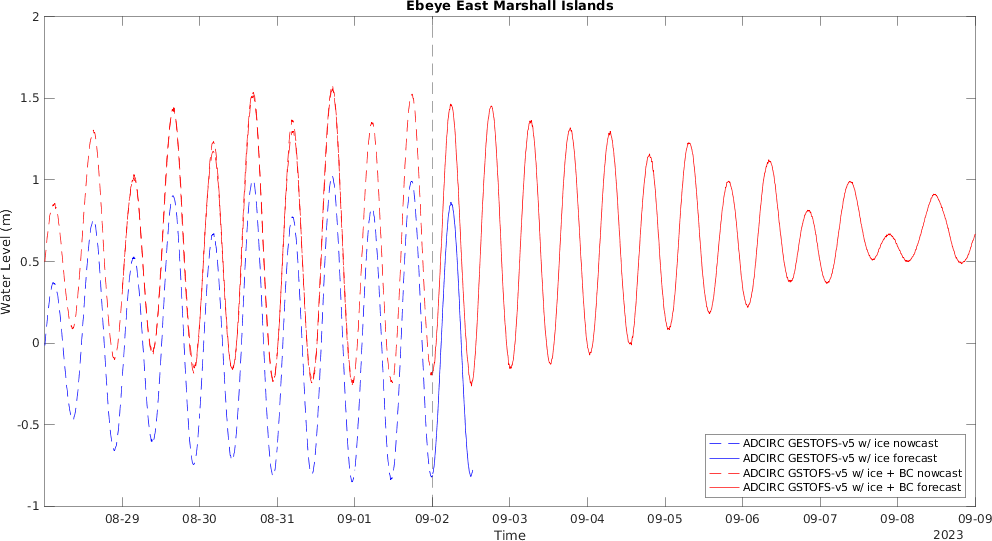 Ebeye East Marshall Islands
2
1.5
1
0.5
0
-0.5
-1
Water Level (m)
ADCIRC GESTOFS-v5 w/ ice nowcast
ADCIRC GESTOFS-v5 w/ ice forecast
ADCIRC GSTOFS-v5 w/ ice + BC nowcast
ADCIRC GSTOFS-v5 w/ ice + BC forecast
08-29 08-30 08-31 09-01 09-02 09-03 09-04 09-05 09-06 09-07 09-08 09-09
Time
2023